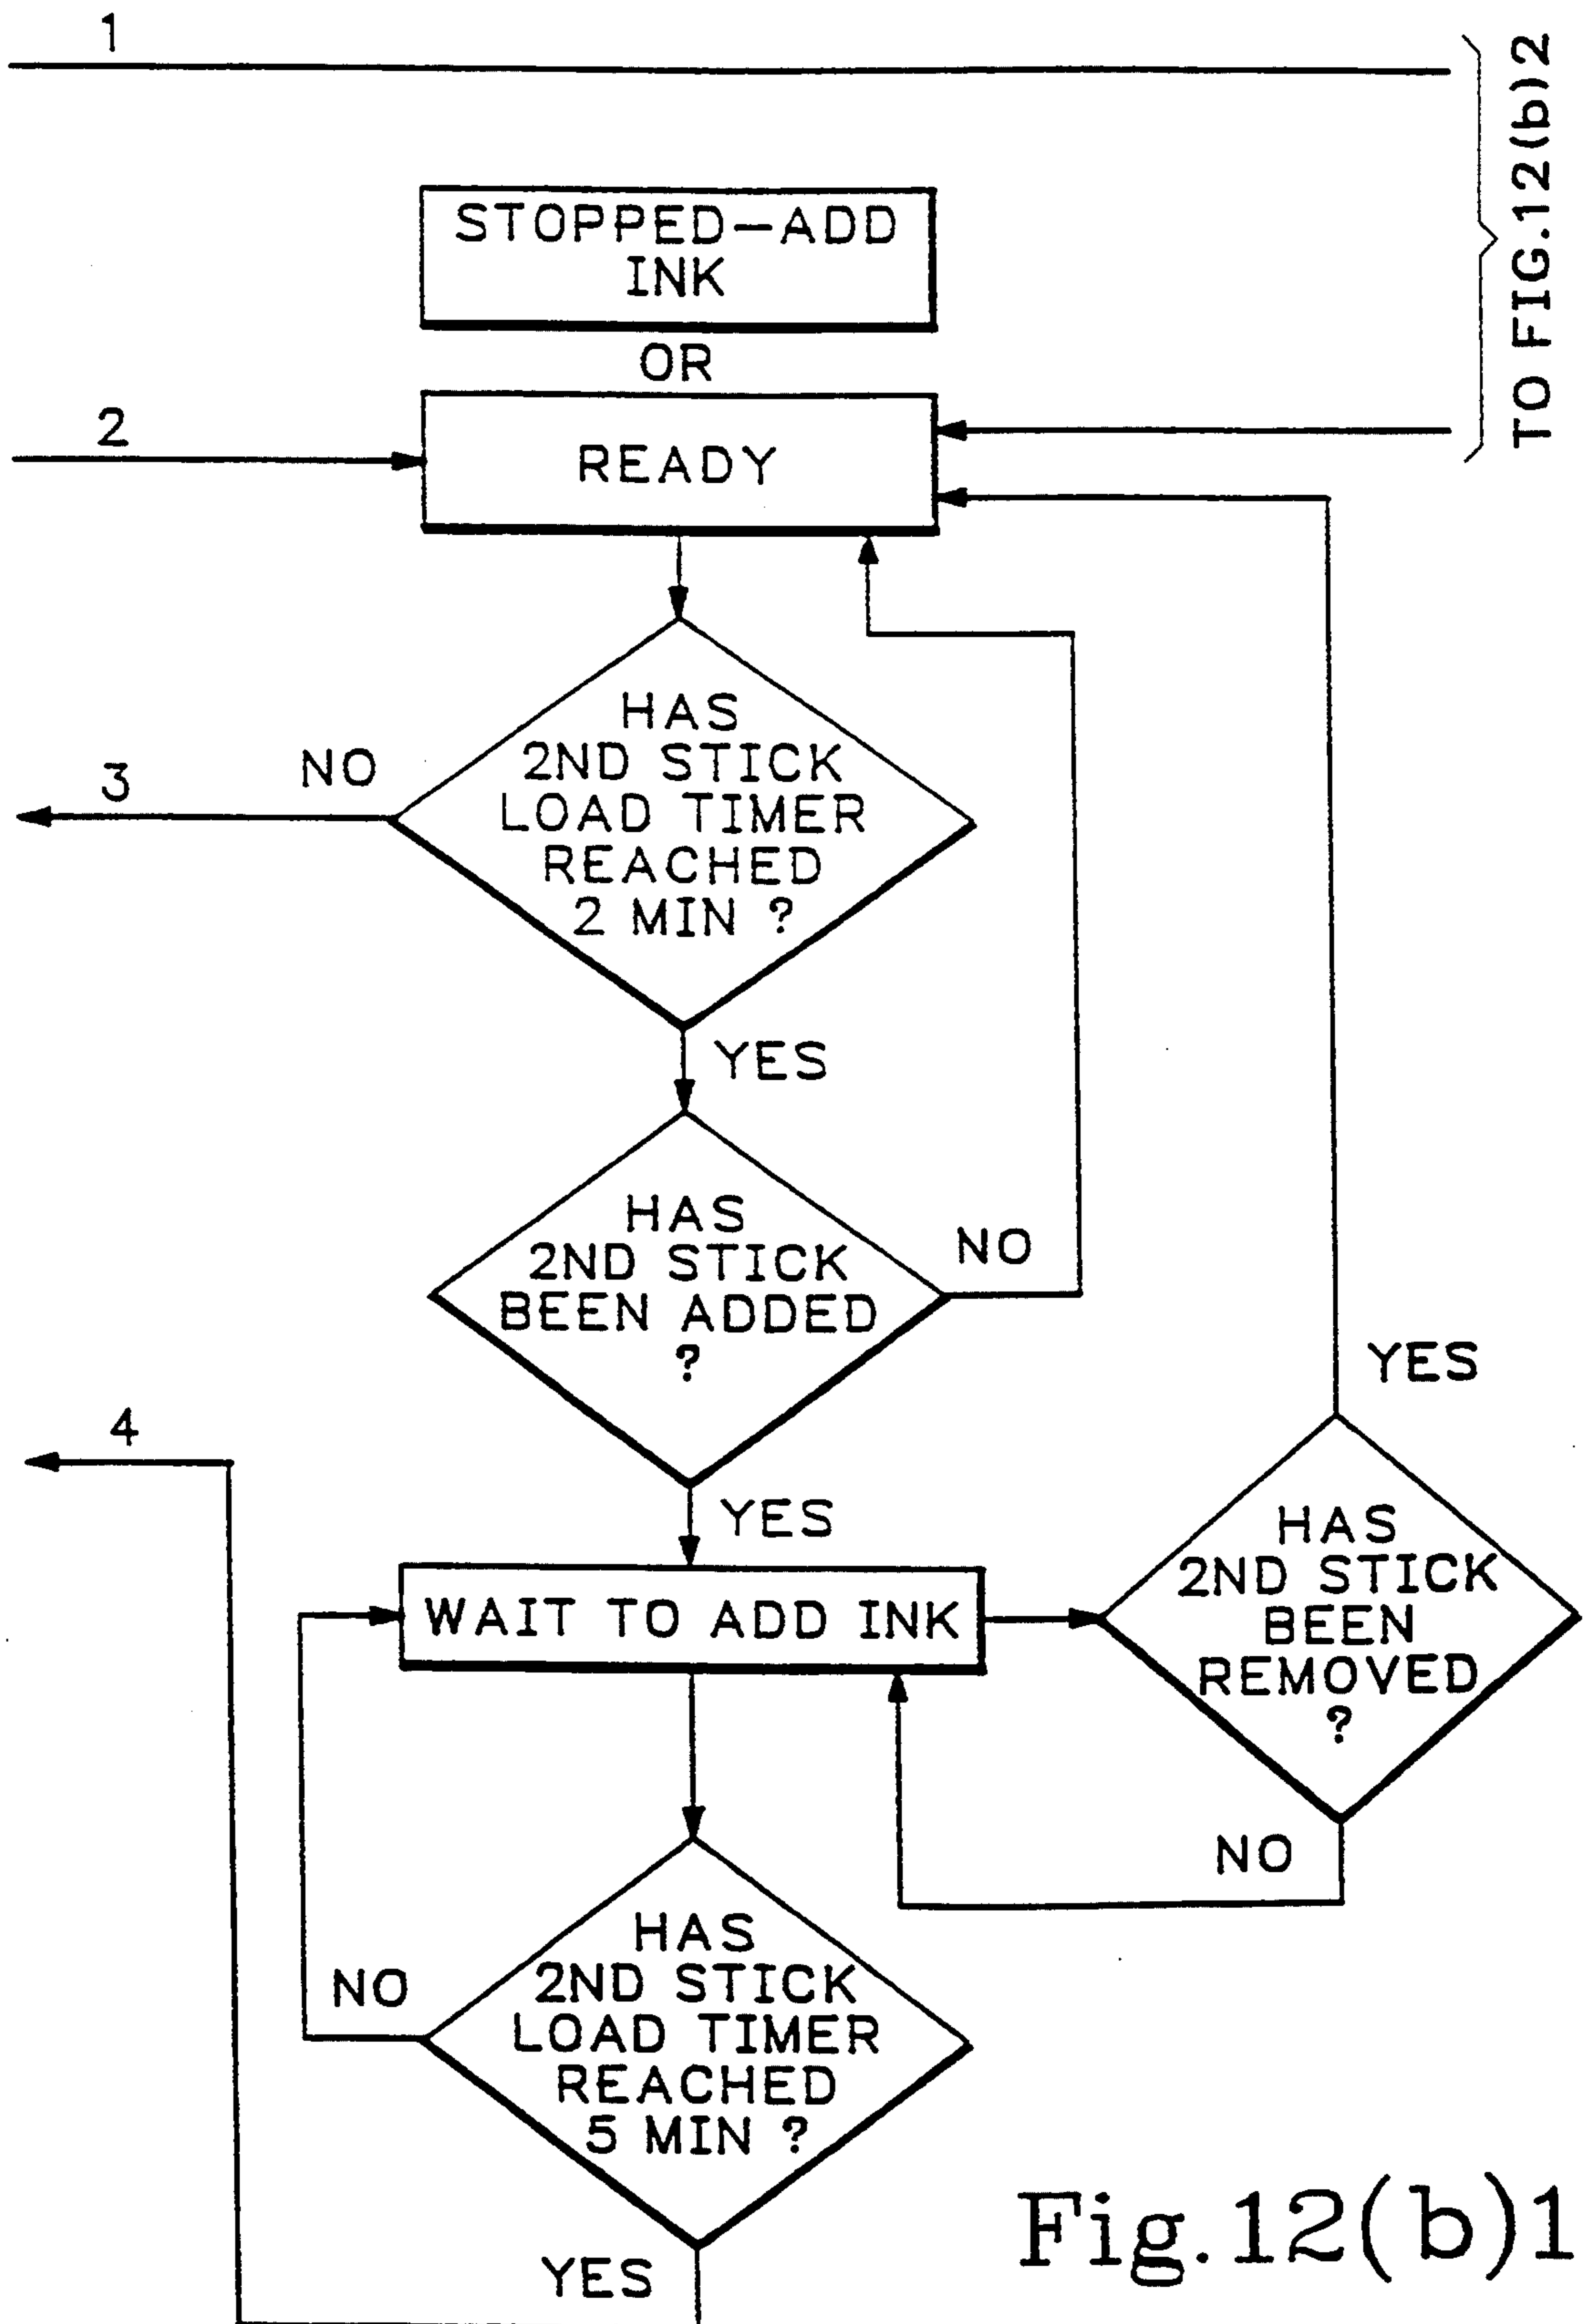 1
TO FIG.12(b)2
STOPPED-ADD
INK
OR
2
READY
HAS
2ND STICK
LOAD TIMER
REACHED
2 MIN ?
NO
3
YES
HAS
2ND STICK
BEEN ADDED
?
NO
YES
4
YES
WAIT TO ADD INK
HAS
2ND STICK
BEEN
REMOVED
?
NO
HAS
2ND STICK
LOAD TIMER
REACHED
5 MIN ?
NO
YES
Fig.12(b)1